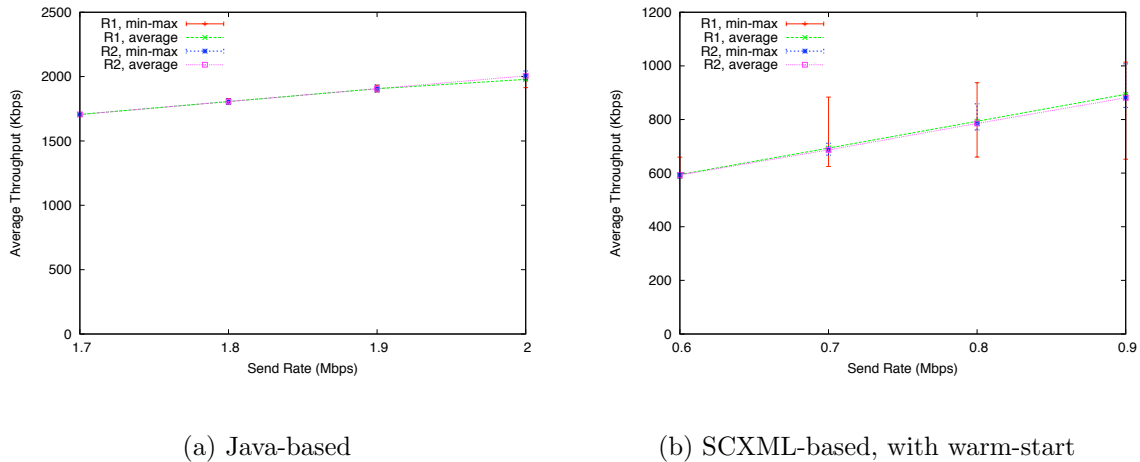 2500
2000
1500
1000
500
0
1.7
1.8
1.9
2
Average Throughput (Kbps)
Send Rate (Mbps)
R1, min-max
R1, average
R2, min-max
R2, average
(a) Java-based
1200
1000
800
600
400
200
0
0.6
0.7
0.8
0.9
Average Throughput (Kbps)
Send Rate (Mbps)
R1, min-max
R1, average
R2, min-max
R2, average
(b) SCXML-based, with warm-start